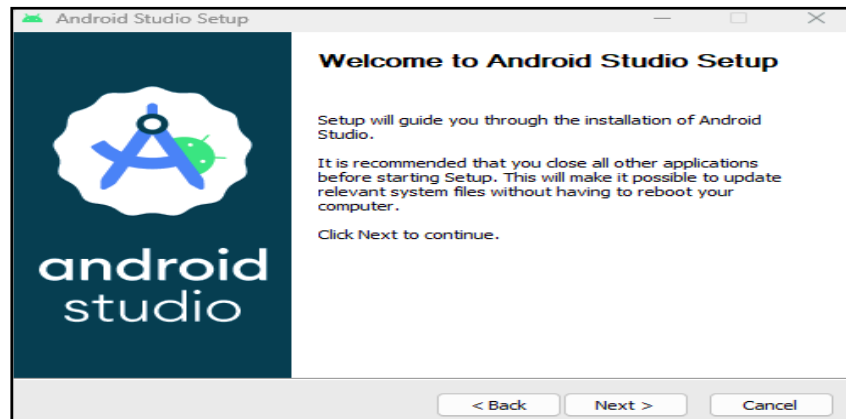 Android Studio Setup
Welcome to Android Studio Setup
Setup will guide you through the installation of Android
Studio.
It is recommended that you close all other applications
before starting Setup. This will make it possible to update
relevant system files without having to reboot your
computer.
Click Next to continue.
android
studio
< Back Next > Cancel